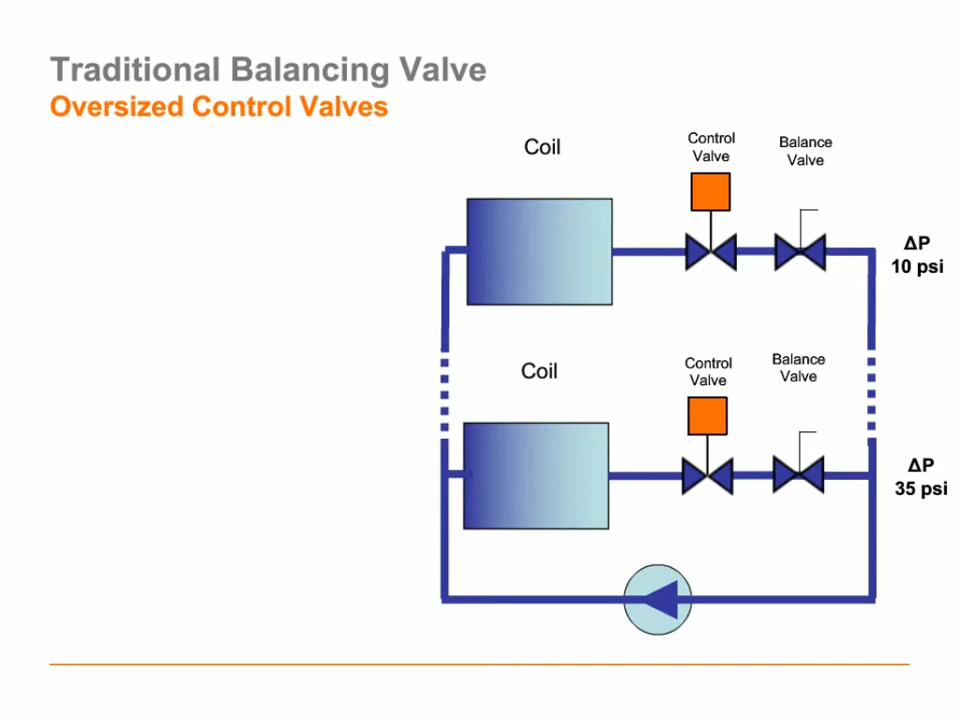 Traditional Balancing Valve
Oversized Control Valves
Coil
Control
Valve
Balance
Valve
ΔP
10 psi
Coil
Control
Valve
Balance
Valve
ΔP
35 psi